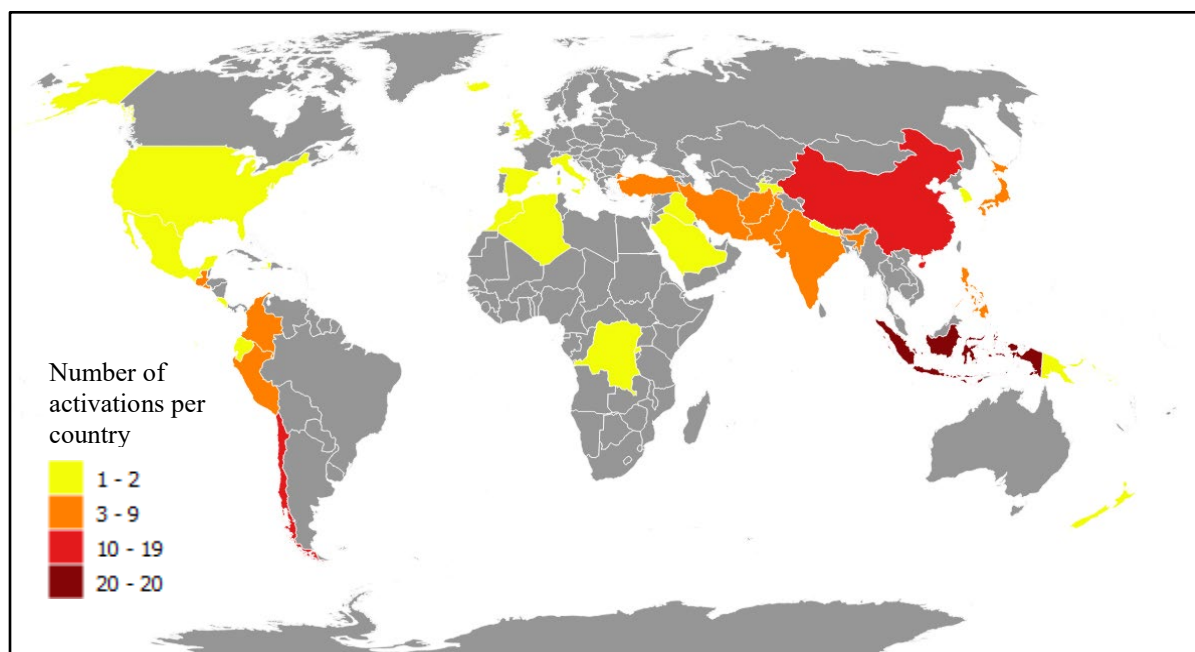 Number of
activations per
country
1 - 2
3 - 9
10 - 19
20 - 20